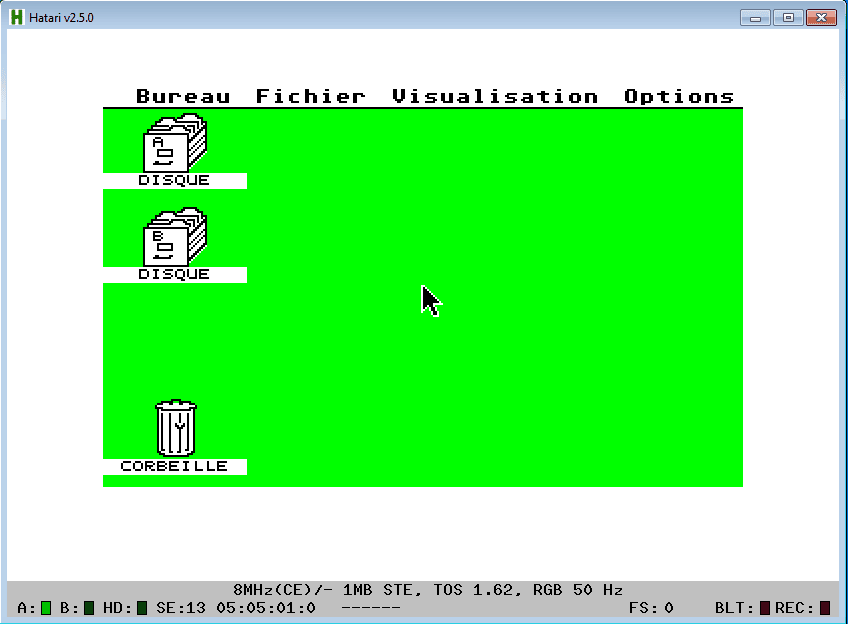 Hatari v2.5.0
Bureau Fichier Visualisation Options
A
DISQUE
B
DISQUE
CORBEILLE
8MHz(CE)/- 1MB STE, TOS 1.62, RGB 50 Hz
A: B: HD: SE:13 05:05:01:0 ------ FS: 0 BLT: REC: